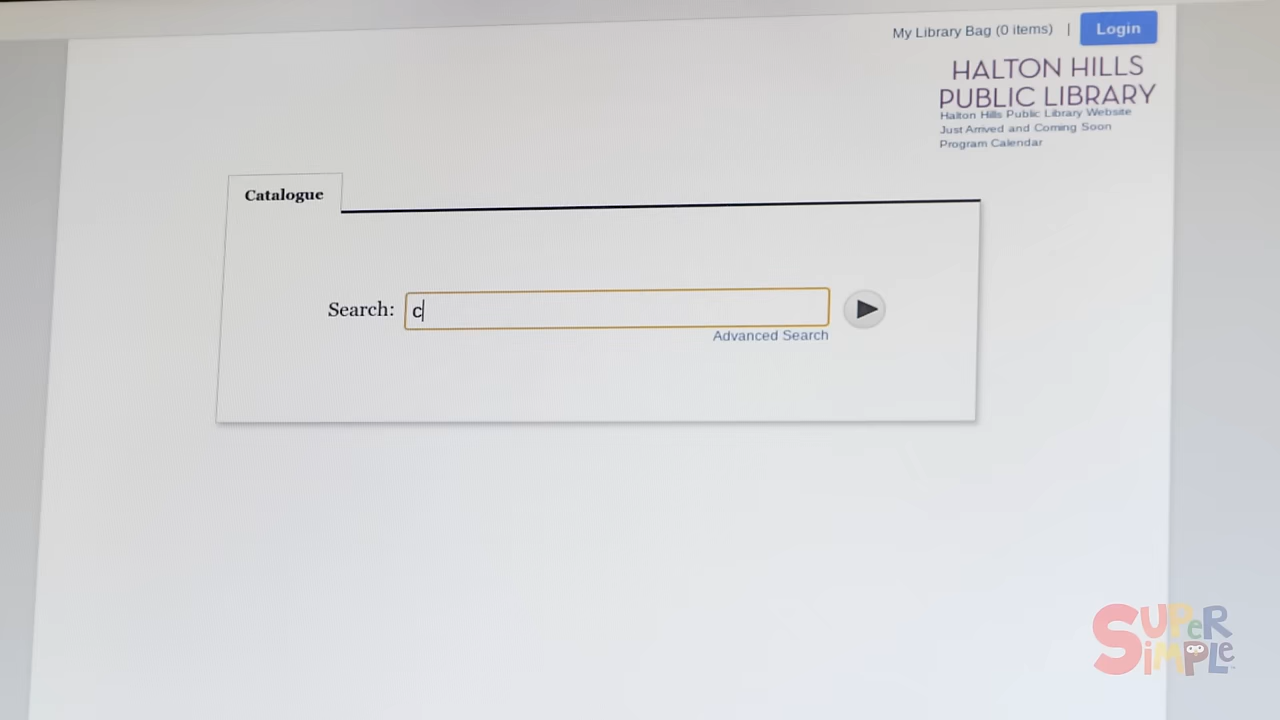 My Library Bag (0 items) | Login
HALTON HILLS
PUBLIC LIBRARY
Halton Hills Public Library Website
Just Arrived and Coming Soon
Program Calendar
Catalogue
Search: c
Advanced Search
SUPER
SIMPLE